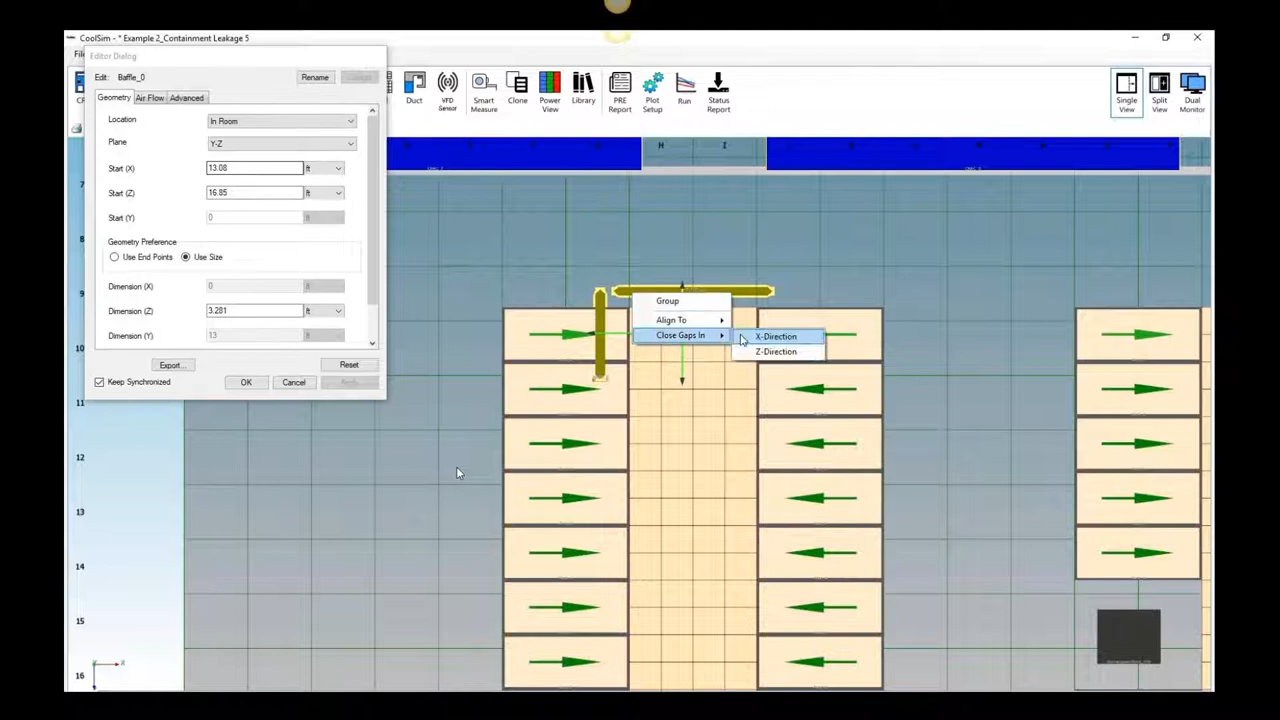 CoolSim - * Example 2_Containment Leakage 5
Editor Dialog
Edit: Baffle_0
Rename
Geometry
Air Flow
Advanced
Location
In Room
Plane
Y-Z
Start (X)
13.08
ft
Start (Z)
16.85
ft
Start (Y)
0
ft
Geometry Preference
Use End Points
Use Size
Dimension (X)
0
ft
Dimension (Z)
3.281
ft
Dimension (Y)
13
ft
Export...
Reset
Keep Synchronized
OK
Cancel
Duct
VFD Sensor
Smart Measure
Clone
Power View
Library
PRE Report
Plot Setup
Run
Status Report
Single View
Split View
Dual Monitor
H
I
7
8
9
10
11
12
13
14
15
16
Group
Align To
Close Gaps In
X-Direction
Z-Direction
X